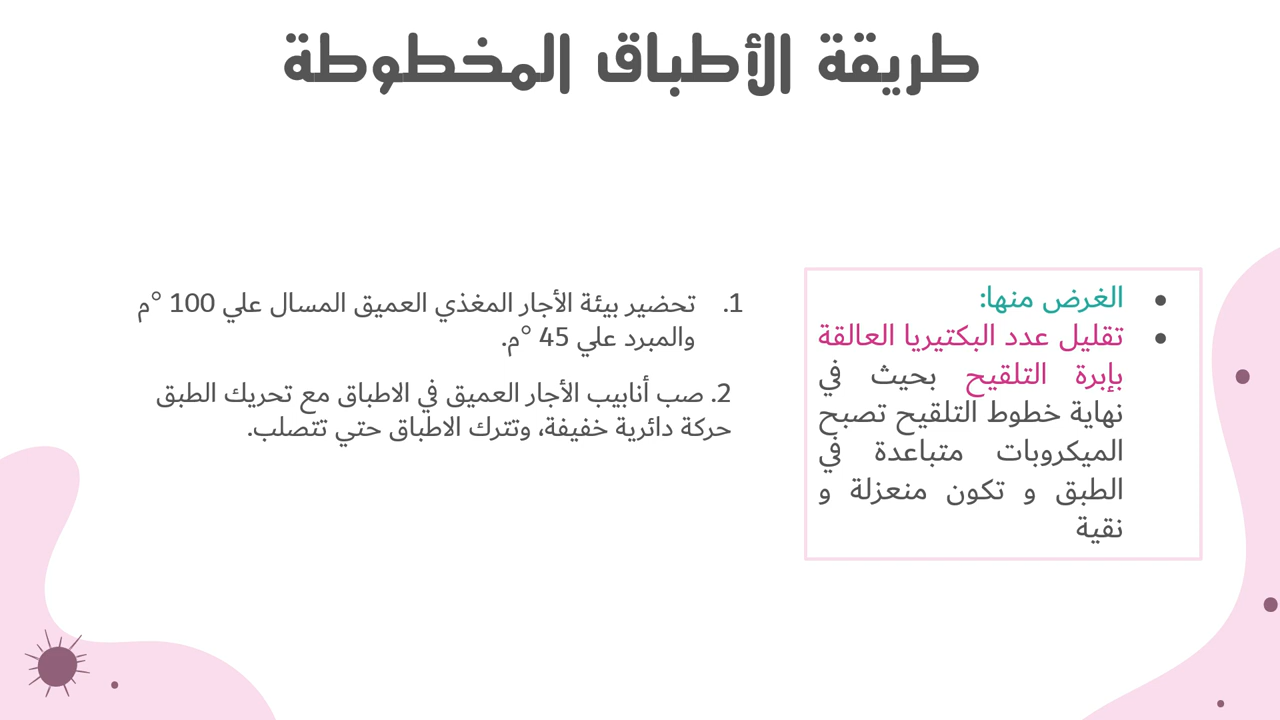 طريقة الأطباق المخطوطة
الغرض منها:
تقليل عدد البكتيريا العالقة
بإبرة التلقيح بحيث في
نهاية خطوط التلقيح تصبح
الميكروبات متباعدة في
الطبق و تكون منعزلة و
نقية
1. تحضير بيئة الأجار المغذي العميق المسال علي 100 °م
والمبرد علي 45 °م.
2. صب أنابيب الأجار العميق في الاطباق مع تحريك الطبق
حركة دائرية خفيفة، وتترك الاطباق حتي تتصلب.